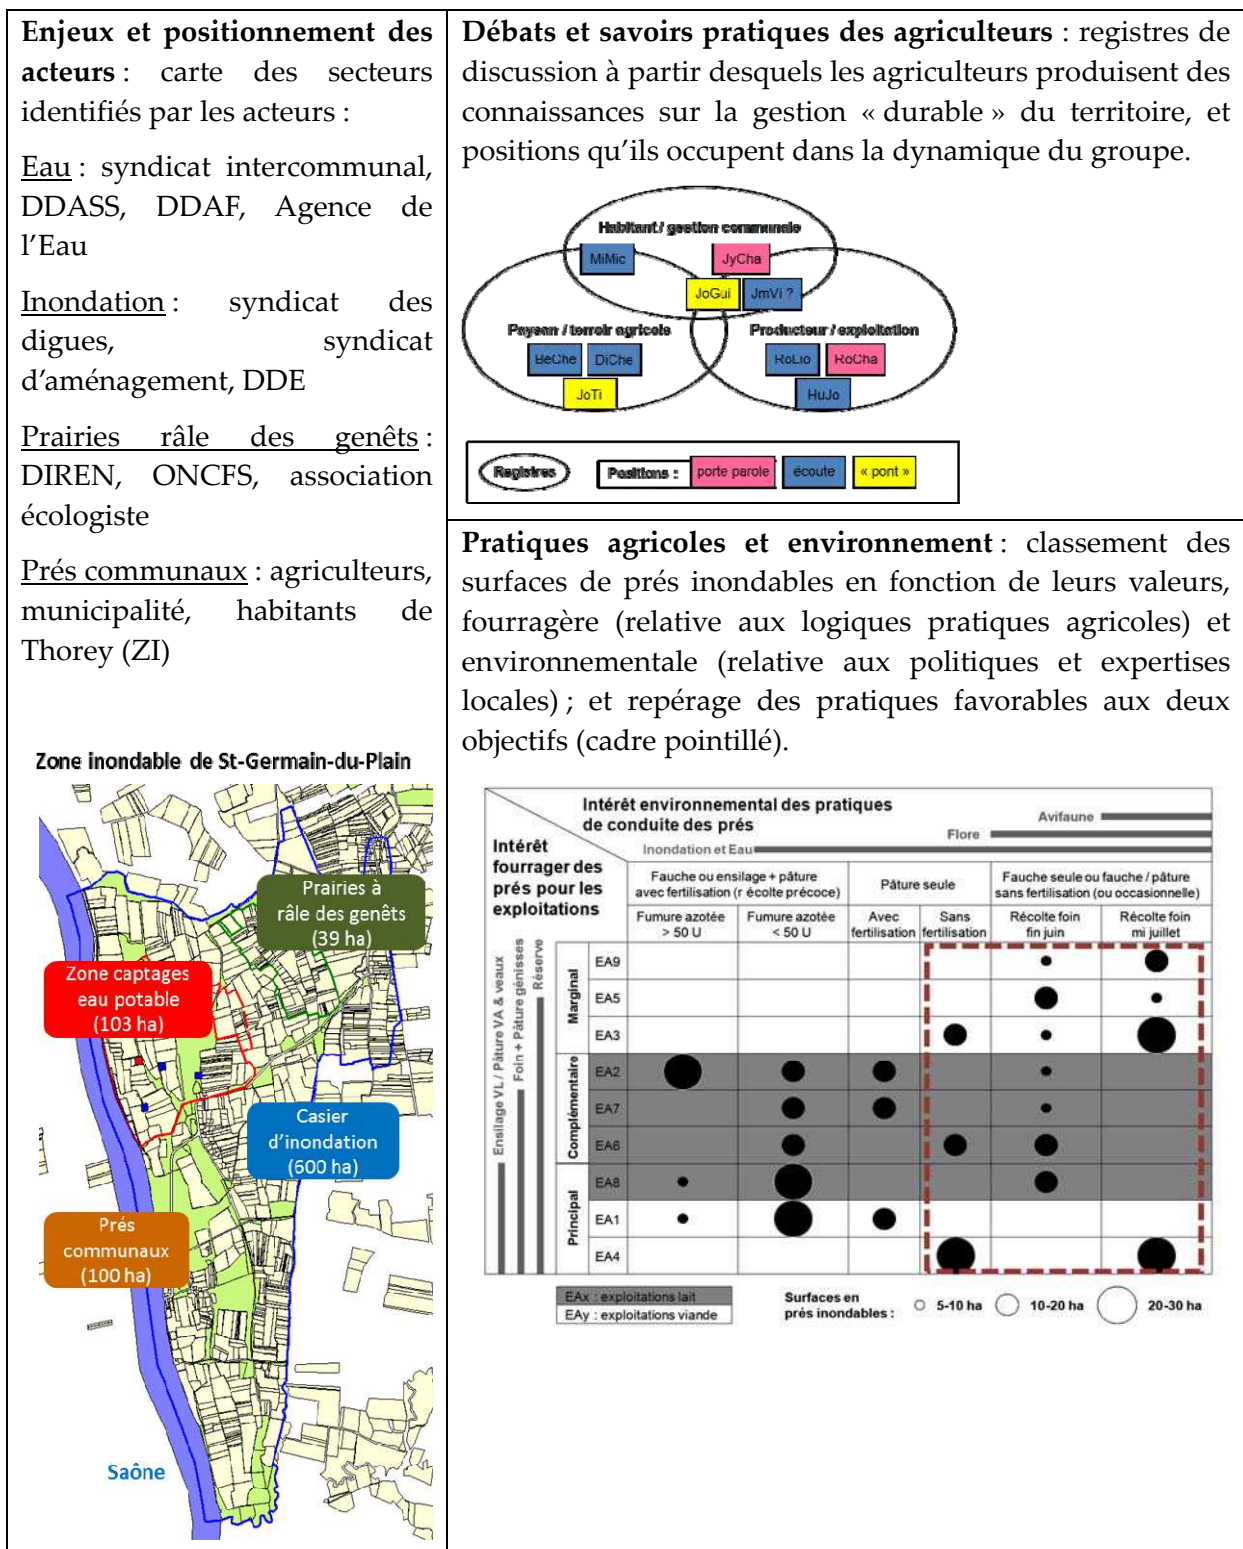 Enjeux et positionnement des
acteurs : carte des secteurs
identifiés par les acteurs :
Eau : syndicat intercommunal,
DDASS, DDAF, Agence de
l'Eau
Inondation : syndicat des
digues, syndicat
d'aménagement, DDE
Prairies râle des genêts :
DIREN, ONCFS, association
écologiste
Prés communaux : agriculteurs,
municipalité, habitants de
Thorey (ZI)
Zone inondable de St-Germain-du-Plain
Prairies à
râle des genêts
(39 ha)
Zone captages
eau potable
(103 ha)
Casier
d'inondation
(600 ha)
Prés
communaux
(100 ha)
Saône
Débats et savoirs pratiques des agriculteurs : registres de
discussion à partir desquels les agriculteurs produisent des
connaissances sur la gestion « durable » du territoire, et
positions qu'ils occupent dans la dynamique du groupe.
Habitant / gestion communale
MiMic JyCha
JoGui JmVi ?
Paysan / terroir agricole Producteur / exploitation
BeChe DiChe RoLio RoCha
JoTi HuJo
Registres Positions : porte parole écoute « pont »
Pratiques agricoles et environnement : classement des
surfaces de prés inondables en fonction de leurs valeurs,
fourragère (relative aux logiques pratiques agricoles) et
environnementale (relative aux politiques et expertises
locales) ; et repérage des pratiques favorables aux deux
objectifs (cadre pointillé).
Intérêt environnemental des pratiques
de conduite des prés
Avifaune
Flore
Inondation et Eau
Intérêt
fourrager des
prés pour les
exploitations
Fauche ou ensilage + pâture
avec fertilisation (r écolte précoce)
Pâture seule
Fauche seule ou fauche / pâture
sans fertilisation (ou occasionnelle)
Fumure azotée
> 50 U
Fumure azotée
< 50 U
Avec
fertilisation
Sans
fertilisation
Récolte foin
fin juin
Récolte foin
mi juillet
Ensilage VL / Pâture VA & veaux
Foin + Pâture génisses
Réserve
Marginal
EA9
EA5
EA3
Complémentaire
EA2
EA7
EA6
Principal
EA8
EA1
EA4
EAx : exploitations lait
EAy : exploitations viande
Surfaces en
prés inondables :
5-10 ha 10-20 ha 20-30 ha